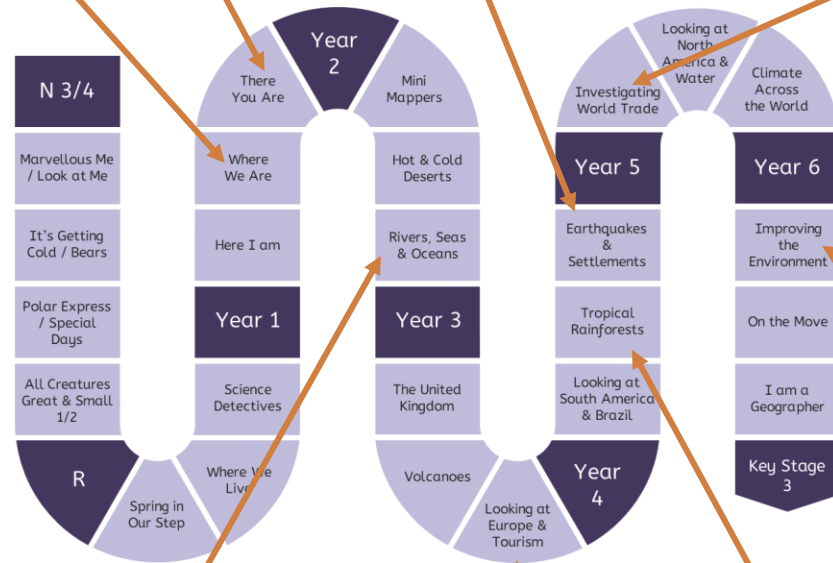 N 3/4
Marvellous Me
/ Look at Me
It's Getting
Cold / Bears
Polar Express
/ Special
Days
All Creatures
Great & Small
1/2
R
Spring in
Our Step
Where We
Live
Science
Detectives
Year 1
Here I am
Where
We Are
There
You Are
Year
2
Mini
Mappers
Hot & Cold
Deserts
Rivers, Seas
& Oceans
Year 3
The United
Kingdom
Volcanoes
Looking at
Europe &
Tourism
Year
4
Looking at
South America
& Brazil
Tropical
Rainforests
Earthquakes
&
Settlements
Year 5
Investigating
World Trade
Looking at
North
America &
Water
Climate
Across
the World
Year 6
Improving
the
Environment
On the Move
I am a
Geographer
Key Stage
3